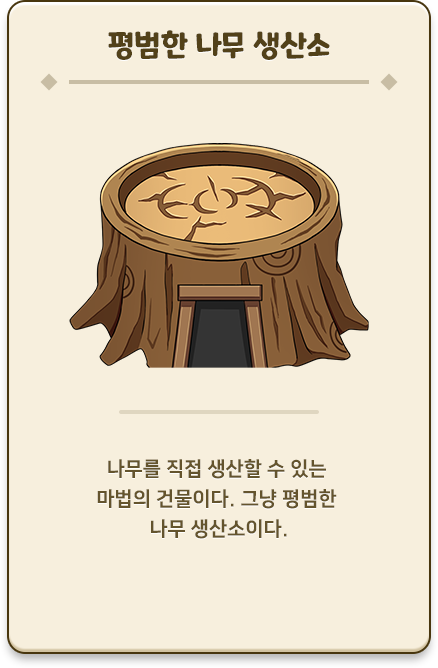 평범한 나무 생산소
나무를 직접 생산할 수 있는
마법의 건물이다. 그냥 평범한
나무 생산소이다.